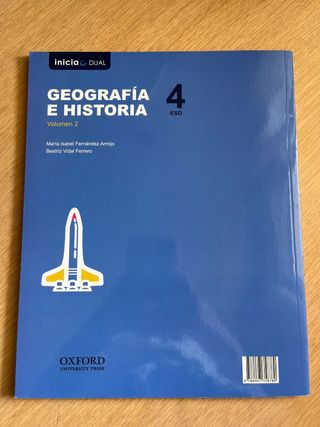 inicia DUAL
GEOGRAFÍA
E HISTORIA
4
ESO
Volumen 2
María Isabel Fernández Armijo
Beatriz Vidal Ferrero
OXFORD
UNIVERSITY PRESS